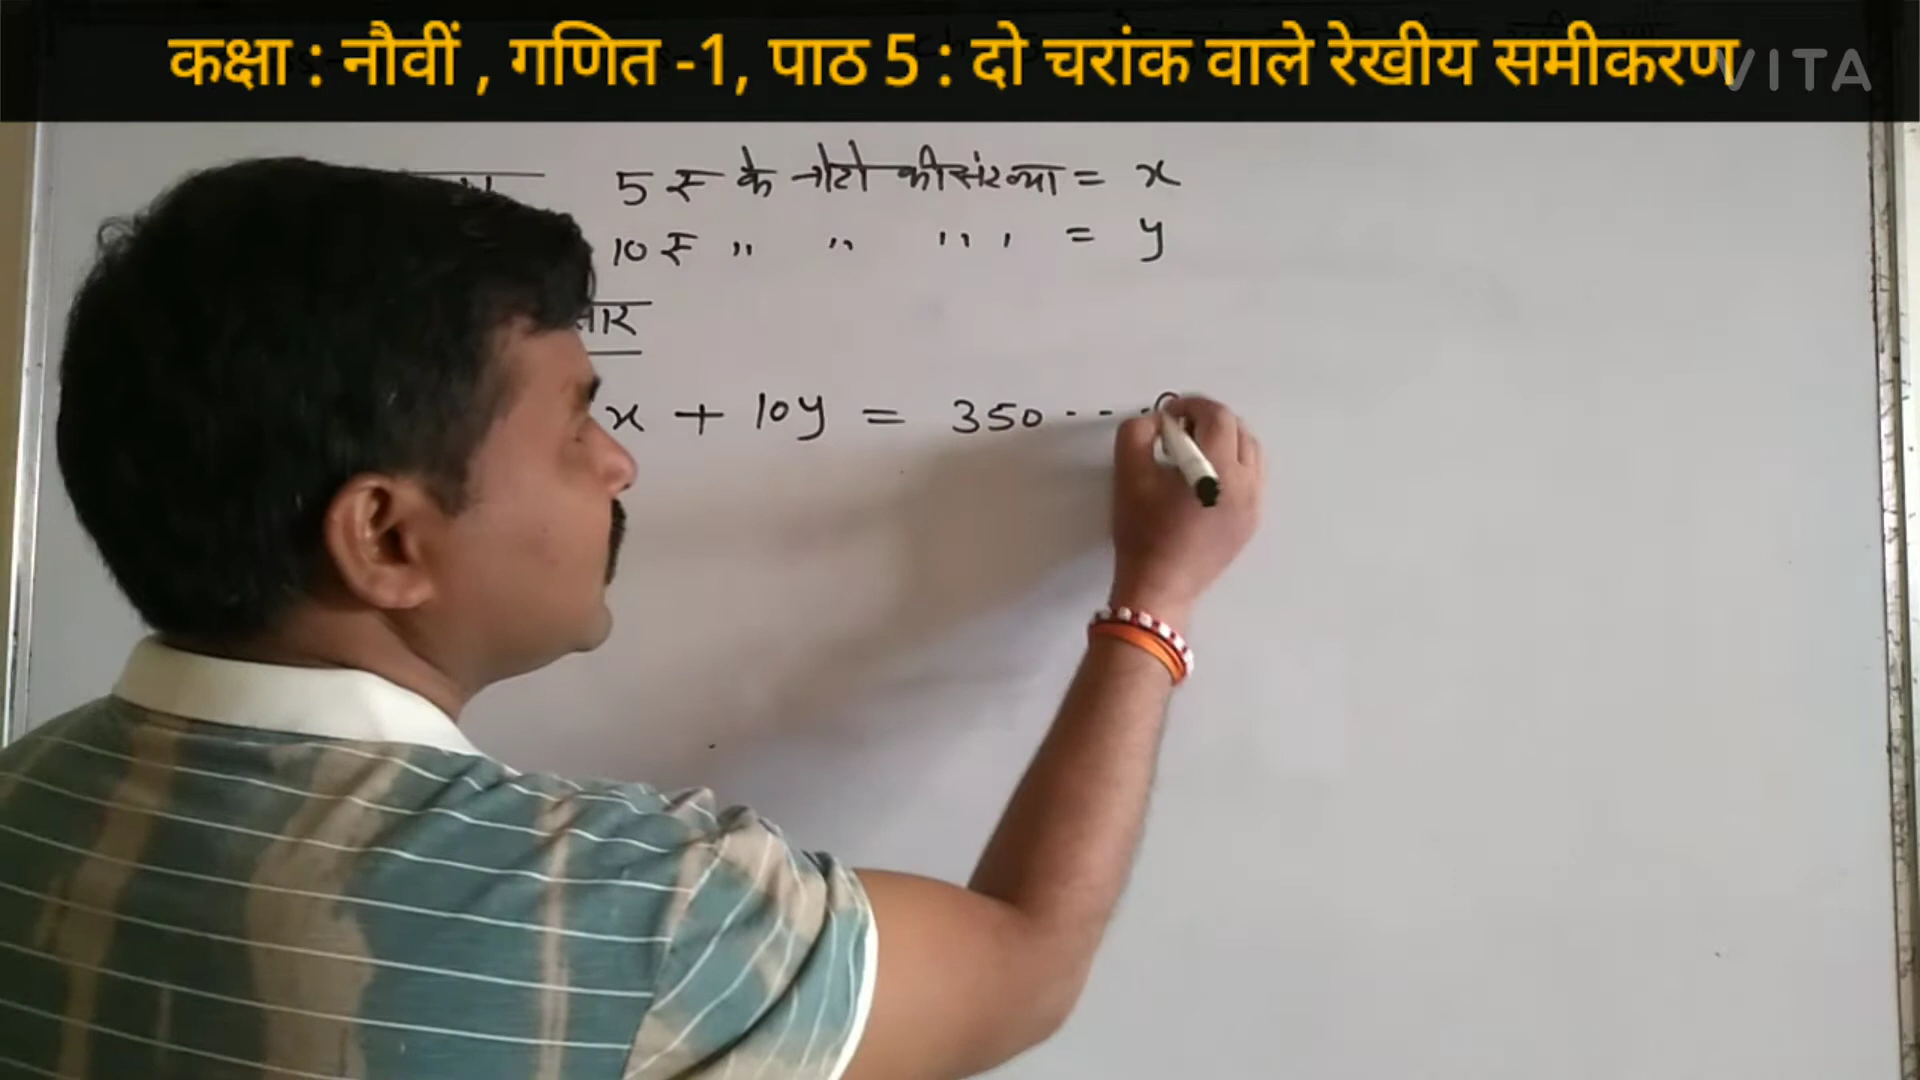 कक्षा : नौवीं , गणित -1, पाठ 5 : दो चरांक वाले रेखीय समीकरण
VITA
5 रु के नोटो की संख्या = x
10 रु ,, ,, ,, , = y
सार
x + 10y = 350 - - -